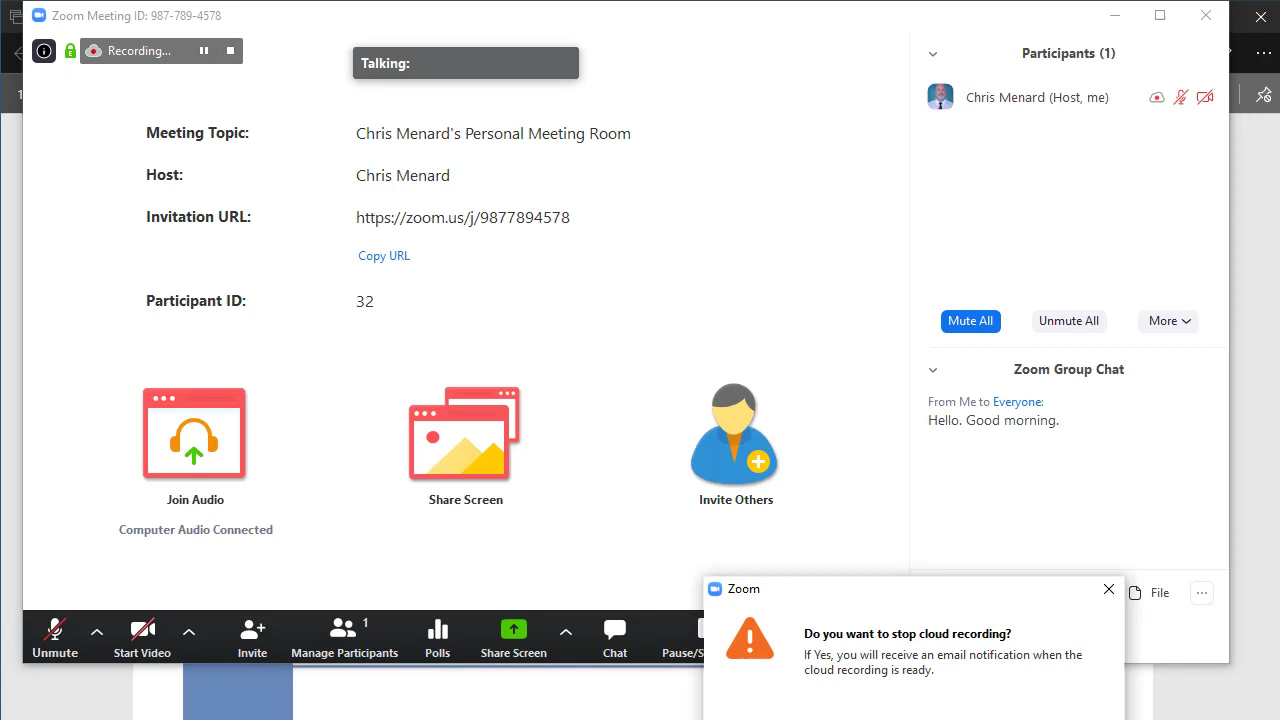 Zoom Meeting ID: 987-789-4578
Recording...
Talking:
Meeting Topic: Chris Menard's Personal Meeting Room
Host: Chris Menard
Invitation URL: https://zoom.us/j/9877894578
Copy URL
Participant ID: 32
Join Audio
Computer Audio Connected
Share Screen
Invite Others
Participants (1)
Chris Menard (Host, me)
Mute All Unmute All More
Zoom Group Chat
From Me to Everyone:
Hello. Good morning.
File
Unmute Start Video Invite Manage Participants 1 Polls Share Screen Chat Pause/S
Zoom
Do you want to stop cloud recording?
If Yes, you will receive an email notification when the
cloud recording is ready.